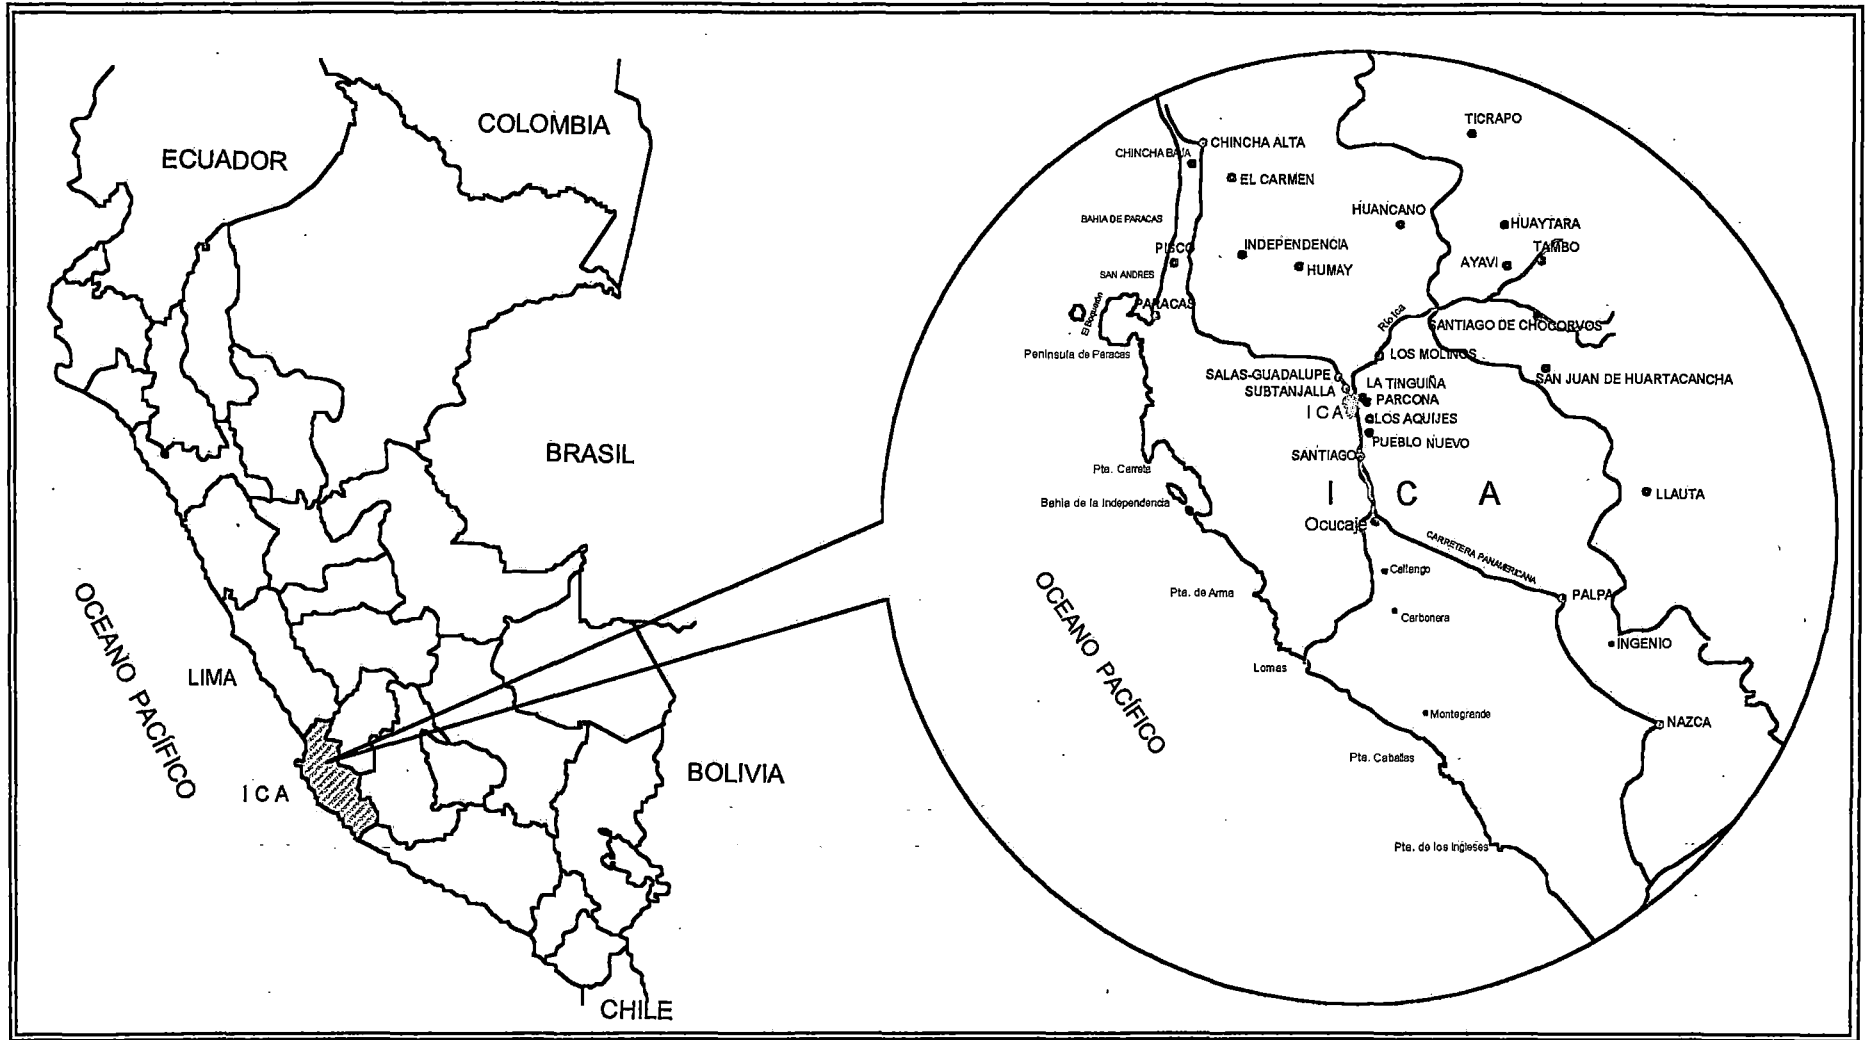 COLOMBIA
ECUADOR
BRASIL
OCEANO PACÍFICO
LIMA
I C A
BOLIVIA
CHILE
TICRAPO
CHINCHA ALTA
CHINCHA BAJA
EL CARMEN
HUANCANO
BAHIA DE PARACAS
HUAYTARA
TAMBO
PISCO
INDEPENDENCIA
AYAVI
HUMAY
SAN ANDRES
PARACAS
El Boquerón
Río Ica
SANTIAGO DE CHOCORVOS
Peninsula de Paracas
LOS MOLINOS
SALAS-GUADALUPE
SAN JUAN DE HUARTACANCHA
LA TINGUIÑA
SUBTANJALLA
PARCONA
I C A
LOS AQUIJES
PUEBLO NUEVO
SANTIAGO
Pta. Carreta
I C A
LLAUTA
Bahia de la Independencia
Ocucaje
CARRETERA PANAMERICANA
Callango
OCEANO PACÍFICO
Pta. de Arma
PALPA
Carbonera
INGENIO
Lomas
Montegrande
NAZCA
Pta. Caballas
Pta. de los Ingleses